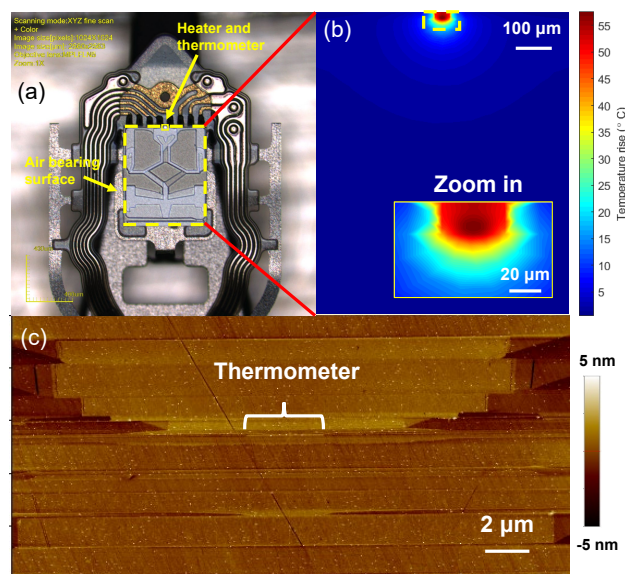 Scanning mode:XYZ fine scan
+ Color
(a)
Heater and
thermometer
Air bearing
surface
(b)
100 μm
Zoom in
20 μm
55
50
45
40
35
30
25
20
15
10
5
Temperature rise (° C)
(c)
Thermometer
2 μm
5 nm
-5 nm